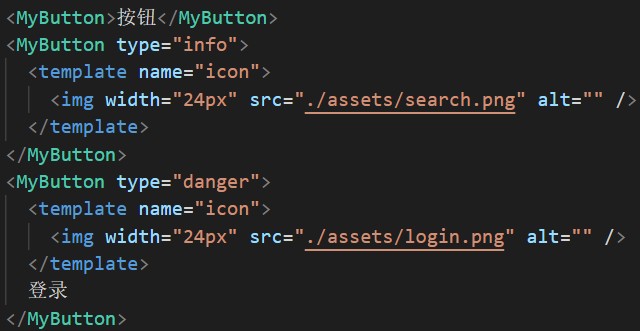 <MyButton>按钮</MyButton>
<MyButton type="info">
<template name="icon">
<img width="24px" src="./assets/search.png" alt="" />
</template>
</MyButton>
<MyButton type="danger">
<template name="icon">
<img width="24px" src="./assets/login.png" alt="" />
</template>
登录
</MyButton>